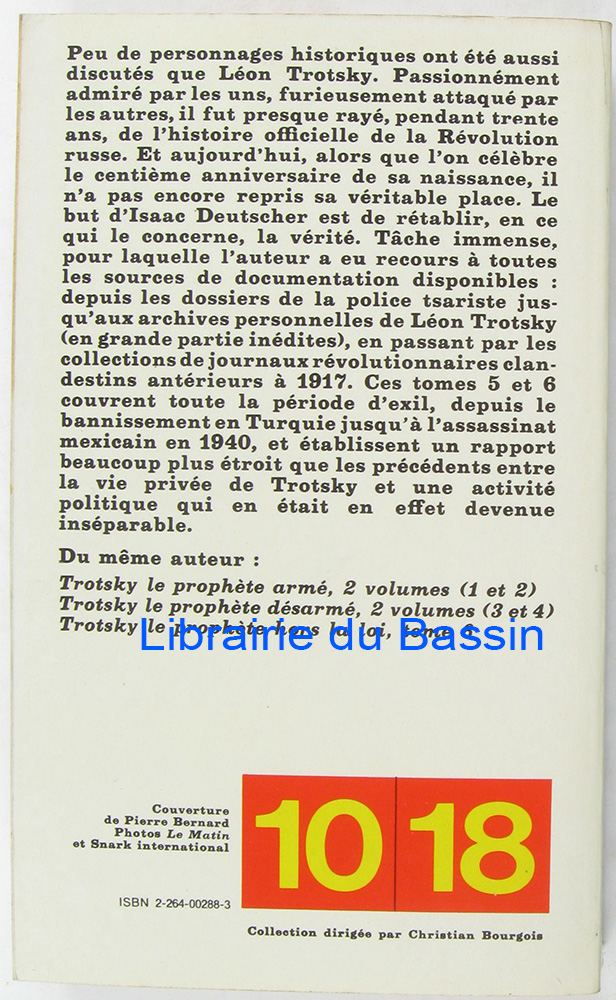 Peu de personnages historiques ont été aussi
discutés que Léon Trotsky. Passionnément
admiré par les uns, furieusement attaqué par
les autres, il fut presque rayé, pendant trente
ans, de l'histoire officielle de la Révolution
russe. Et aujourd'hui, alors que l'on célèbre
le centième anniversaire de sa naissance, il
n'a pas encore repris sa véritable place. Le
but d'Isaac Deutscher est de rétablir, en ce
qui le concerne, la vérité. Tâche immense,
pour laquelle l'auteur a eu recours à toutes
les sources de documentation disponibles :
depuis les dossiers de la police tsariste jus-
qu'aux archives personnelles de Léon Trotsky
(en grande partie inédites), en passant par les
collections de journaux révolutionnaires clan-
destins antérieurs à 1917. Ces tomes 5 et 6
couvrent toute la période d'exil, depuis le
bannissement en Turquie jusqu'à l'assassinat
mexicain en 1940, et établissent un rapport
beaucoup plus étroit que les précédents entre
la vie privée de Trotsky et une activité
politique qui en était en effet devenue
inséparable.
Du même auteur :
Trotsky le prophète armé, 2 volumes (1 et 2)
Trotsky le prophète désarmé, 2 volumes (3 et 4)
Trotsky le prophète hors la loi, tome 6
Librairie du Bassin
Couverture
de Pierre Bernard
Photos Le Matin
et Snark international
10 18
ISBN 2-264-00288-3
Collection dirigée par Christian Bourgois